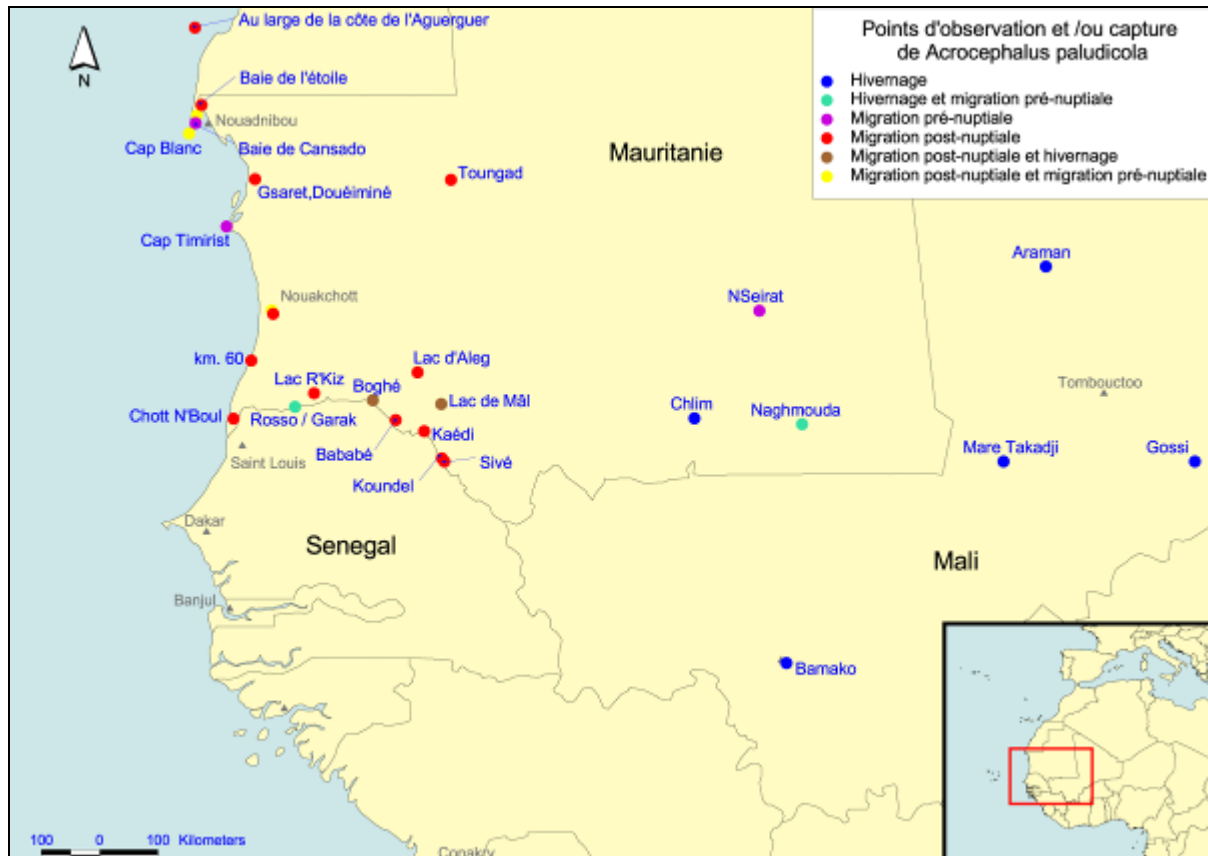 Au large de la côte de l'Aguerguer
Points d'observation et /ou capture
de Acrocephalus paludicola
Hivernage
Hivernage et migration pré-nuptiale
Migration pré-nuptiale
Migration post-nuptiale
Migration post-nuptiale et hivernage
Migration post-nuptiale et migration pré-nuptiale
N
Baie de l'étoile
Nouadnibou
Cap Blanc
Baie de Cansado
Mauritanie
Toungad
Gsaret,Douéiminé
Cap Timirist
Araman
Nouakchott
NSeirat
km. 60
Lac d'Aleg
Lac R'Kiz
Boghé
Tombouctoo
Lac de Mâl
Chlim
Naghmouda
Chott N'Boul
Rosso / Garak
Kaédi
Bababé
Saint Louis
Mare Takadji
Gossi
Koundel
Sivé
Dakar
Senegal
Mali
Banjul
Bamako
100 0 100 Kilometers
Conakry